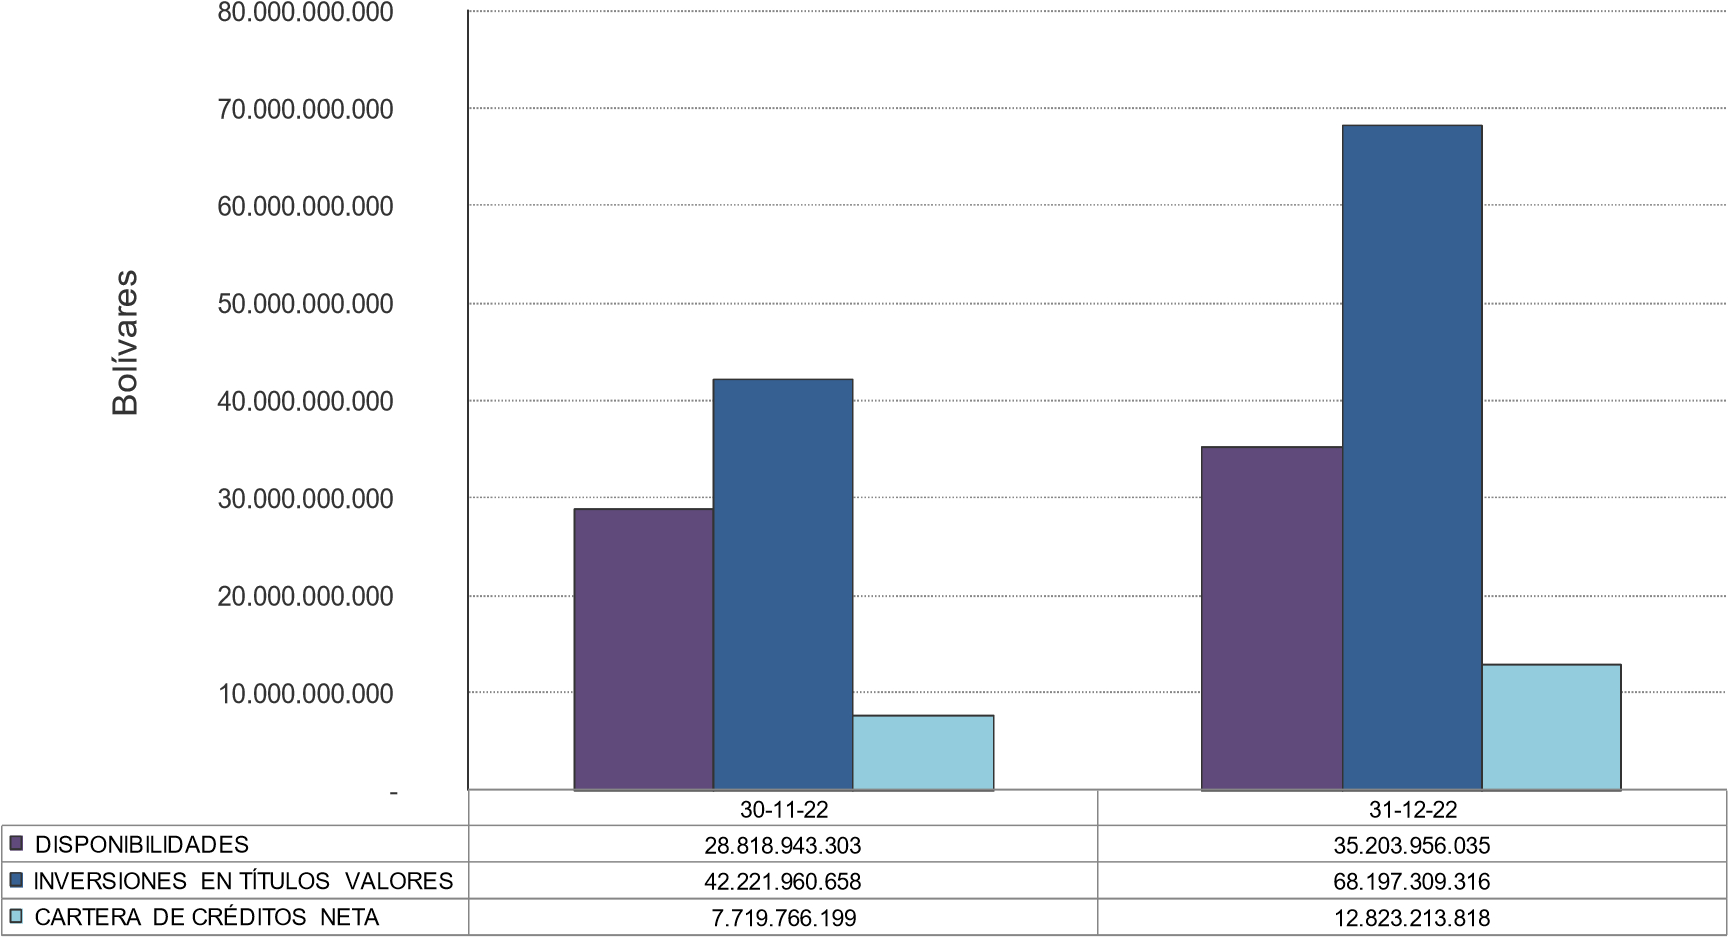 80.000.000.000
70.000.000.000
60.000.000.000
50.000.000.000
40.000.000.000
30.000.000.000
20.000.000.000
10.000.000.000
-
Bolívares
30-11-22 31-12-22
DISPONIBILIDADES 28.818.943.303 35.203.956.035
INVERSIONES EN TÍTULOS VALORES 42.221.960.658 68.197.309.316
CARTERA DE CRÉDITOS NETA 7.719.766.199 12.823.213.818